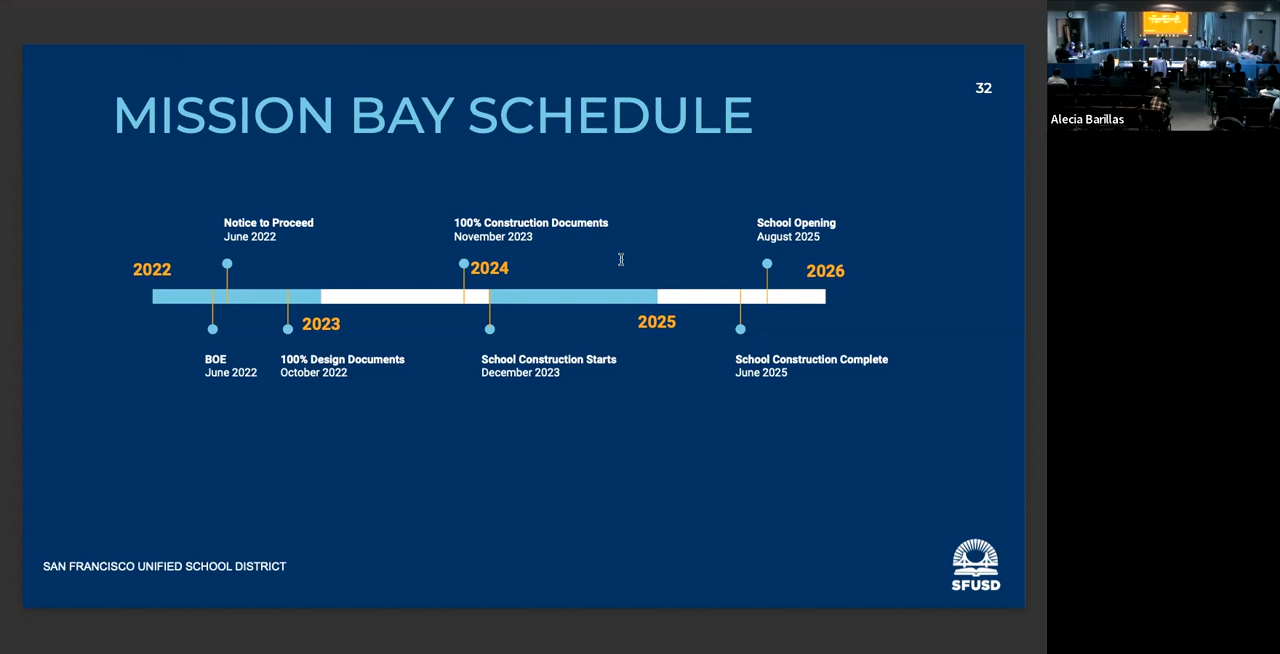 32
MISSION BAY SCHEDULE
Notice to Proceed
June 2022
100% Construction Documents
November 2023
School Opening
August 2025
2022
2024
2026
2023
2025
BOE
June 2022
100% Design Documents
October 2022
School Construction Starts
December 2023
School Construction Complete
June 2025
SAN FRANCISCO UNIFIED SCHOOL DISTRICT
SFUSD
Alecia Barillas